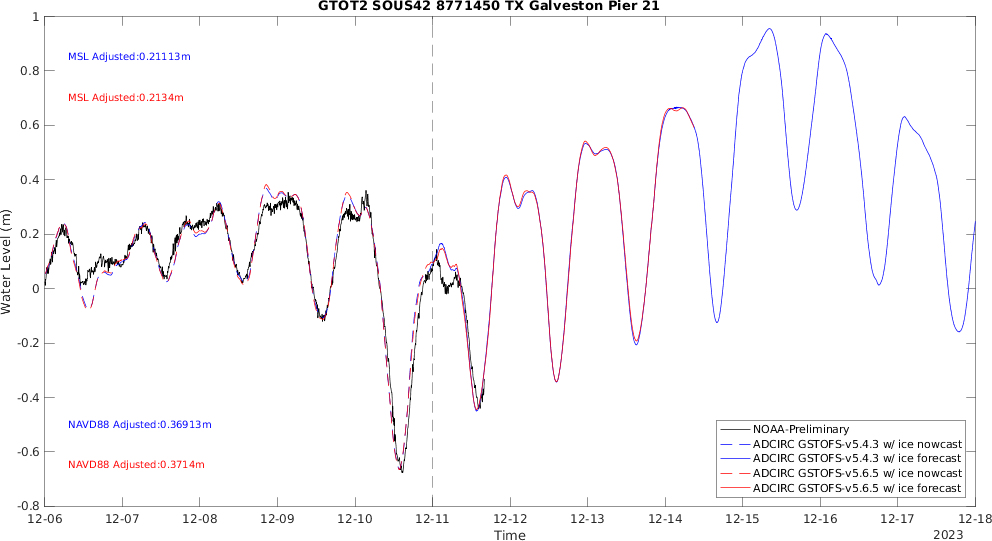 GTOT2 SOUS42 8771450 TX Galveston Pier 21
1
0.8
0.6
0.4
0.2
0
-0.2
-0.4
-0.6
-0.8
Water Level (m)
MSL Adjusted:0.21113m
MSL Adjusted:0.2134m
NAVD88 Adjusted:0.36913m
NAVD88 Adjusted:0.3714m
NOAA-Preliminary
ADCIRC GSTOFS-v5.4.3 w/ ice nowcast
ADCIRC GSTOFS-v5.4.3 w/ ice forecast
ADCIRC GSTOFS-v5.6.5 w/ ice nowcast
ADCIRC GSTOFS-v5.6.5 w/ ice forecast
12-06 12-07 12-08 12-09 12-10 12-11 12-12 12-13 12-14 12-15 12-16 12-17 12-18
Time
2023